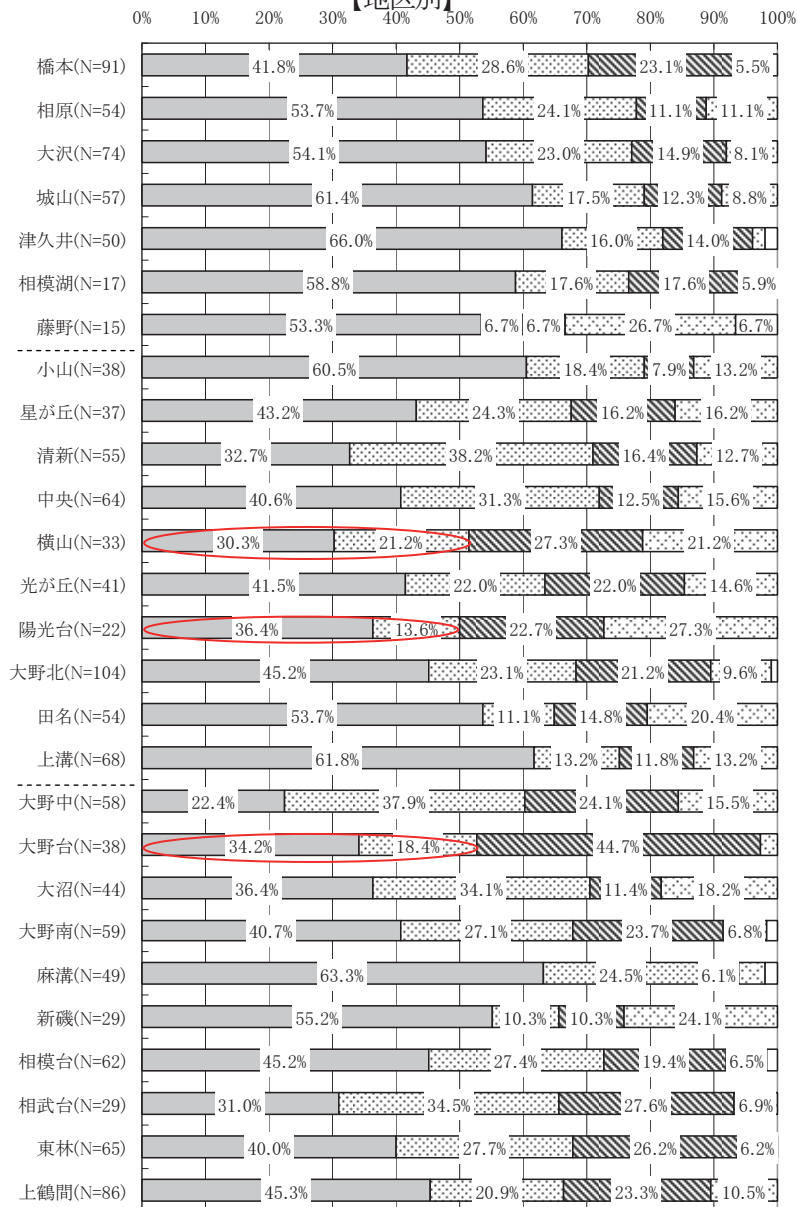 【地区別】
0% 10% 20% 30% 40% 50% 60% 70% 80% 90% 100%
橋本(N=91) 41.8% 28.6% 23.1% 5.5%
相原(N=54) 53.7% 24.1% 11.1% 11.1%
大沢(N=74) 54.1% 23.0% 14.9% 8.1%
城山(N=57) 61.4% 17.5% 12.3% 8.8%
津久井(N=50) 66.0% 16.0% 14.0%
相模湖(N=17) 58.8% 17.6% 17.6% 5.9%
藤野(N=15) 53.3% 6.7% 6.7% 26.7% 6.7%
小山(N=38) 60.5% 18.4% 7.9% 13.2%
星が丘(N=37) 43.2% 24.3% 16.2% 16.2%
清新(N=55) 32.7% 38.2% 16.4% 12.7%
中央(N=64) 40.6% 31.3% 12.5% 15.6%
横山(N=33) 30.3% 21.2% 27.3% 21.2%
光が丘(N=41) 41.5% 22.0% 22.0% 14.6%
陽光台(N=22) 36.4% 13.6% 22.7% 27.3%
大野北(N=104) 45.2% 23.1% 21.2% 9.6%
田名(N=54) 53.7% 11.1% 14.8% 20.4%
上溝(N=68) 61.8% 13.2% 11.8% 13.2%
大野中(N=58) 22.4% 37.9% 24.1% 15.5%
大野台(N=38) 34.2% 18.4% 44.7%
大沼(N=44) 36.4% 34.1% 11.4% 18.2%
大野南(N=59) 40.7% 27.1% 23.7% 6.8%
麻溝(N=49) 63.3% 24.5% 6.1%
新磯(N=29) 55.2% 10.3% 10.3% 24.1%
相模台(N=62) 45.2% 27.4% 19.4% 6.5%
相武台(N=29) 31.0% 34.5% 27.6% 6.9%
東林(N=65) 40.0% 27.7% 26.2% 6.2%
上鶴間(N=86) 45.3% 20.9% 23.3% 10.5%